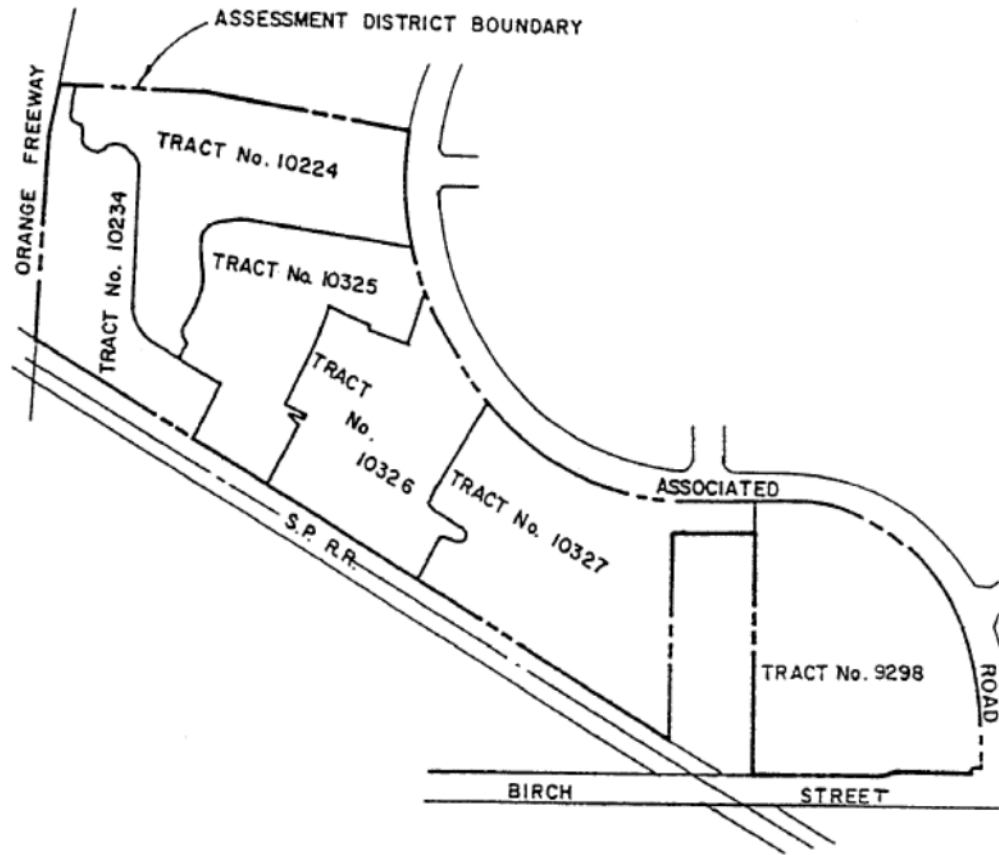 ASSESSMENT DISTRICT BOUNDARY
ORANGE FREEWAY
TRACT No. 10224
TRACT No. 10234
TRACT No. 10325
TRACT
No.
10326
TRACT No. 10327
ASSOCIATED
S.P. R.R.
TRACT No. 9298
ROAD
BIRCH STREET